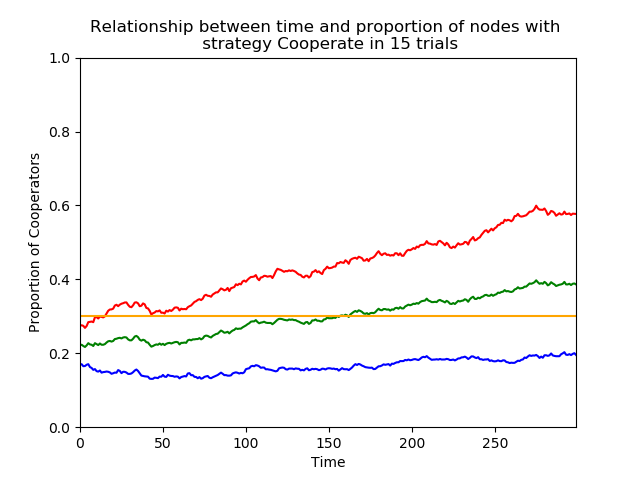 Relationship between time and proportion of nodes with
strategy Cooperate in 15 trials
1.0
0.8
0.6
0.4
0.2
0.0
Proportion of Cooperators
0 50 100 150 200 250
Time